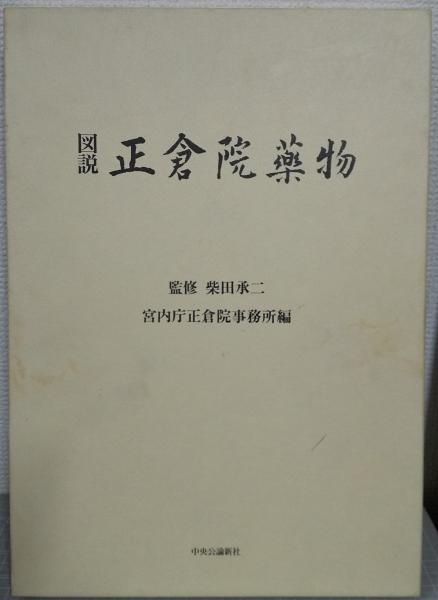 図説 正倉院藥物
監修 柴田承二
宮内庁正倉院事務所編
中央公論新社